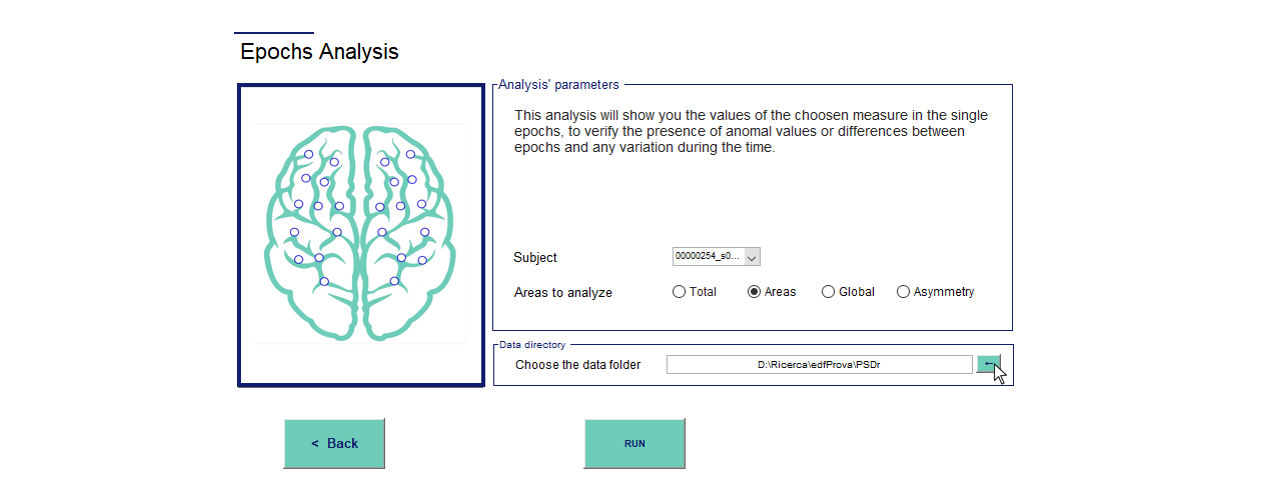 Epochs Analysis
Analysis' parameters
This analysis will show you the values of the choosen measure in the single
epochs, to verify the presence of anomal values or differences between
epochs and any variation during the time.
Subject
00000254_s0...
Areas to analyze
Total
Areas
Global
Asymmetry
Data directory
Choose the data folder
D:\Ricerca\edfProva\PSDr
←
< Back
RUN